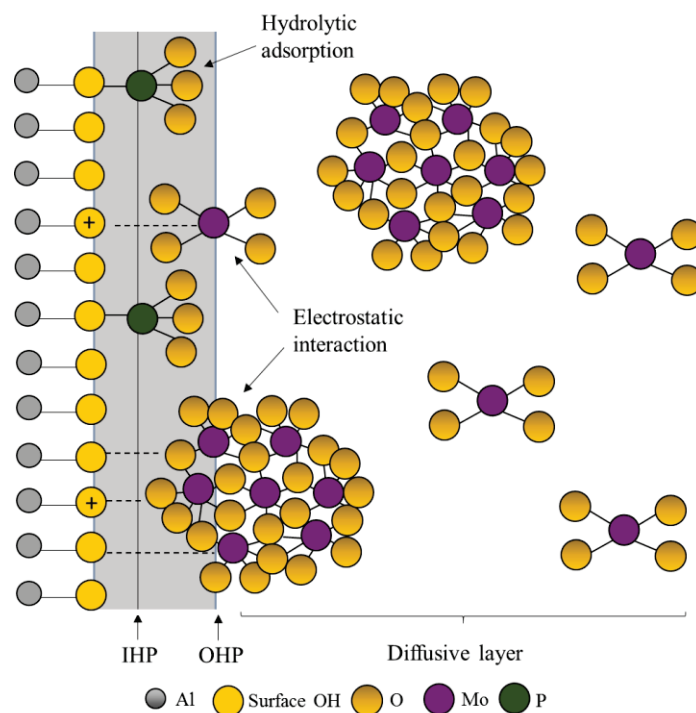 Hydrolytic
adsorption
+
Electrostatic
interaction
+
IHP
OHP
Diffusive layer
Al
Surface OH
O
Mo
P